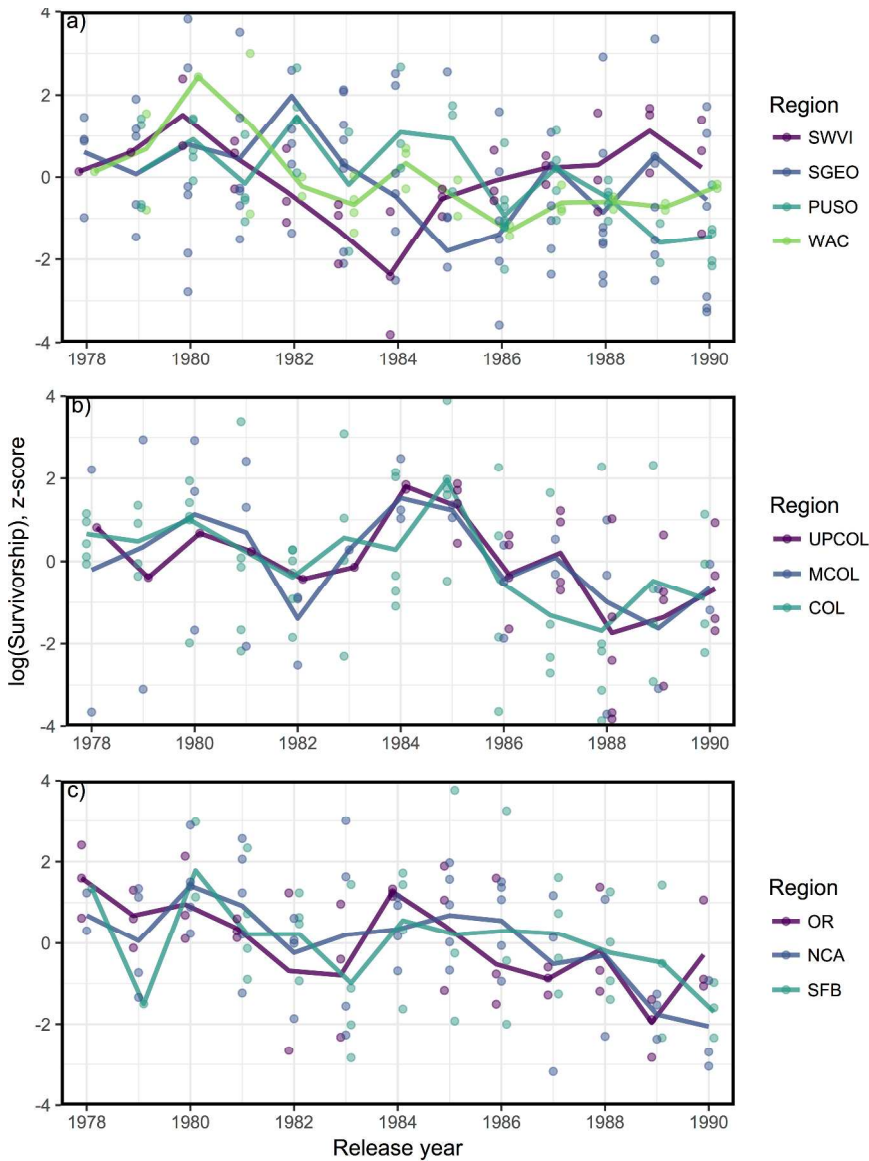 a)
4
2
0
-2
-4
1978 1980 1982 1984 1986 1988 1990
Region
SWVI
SGEO
PUSO
WAC
log(Survivorship), z-score
b)
4
2
0
-2
-4
1978 1980 1982 1984 1986 1988 1990
Region
UPCOL
MCOL
COL
c)
4
2
0
-2
-4
1978 1980 1982 1984 1986 1988 1990
Release year
Region
OR
NCA
SFB